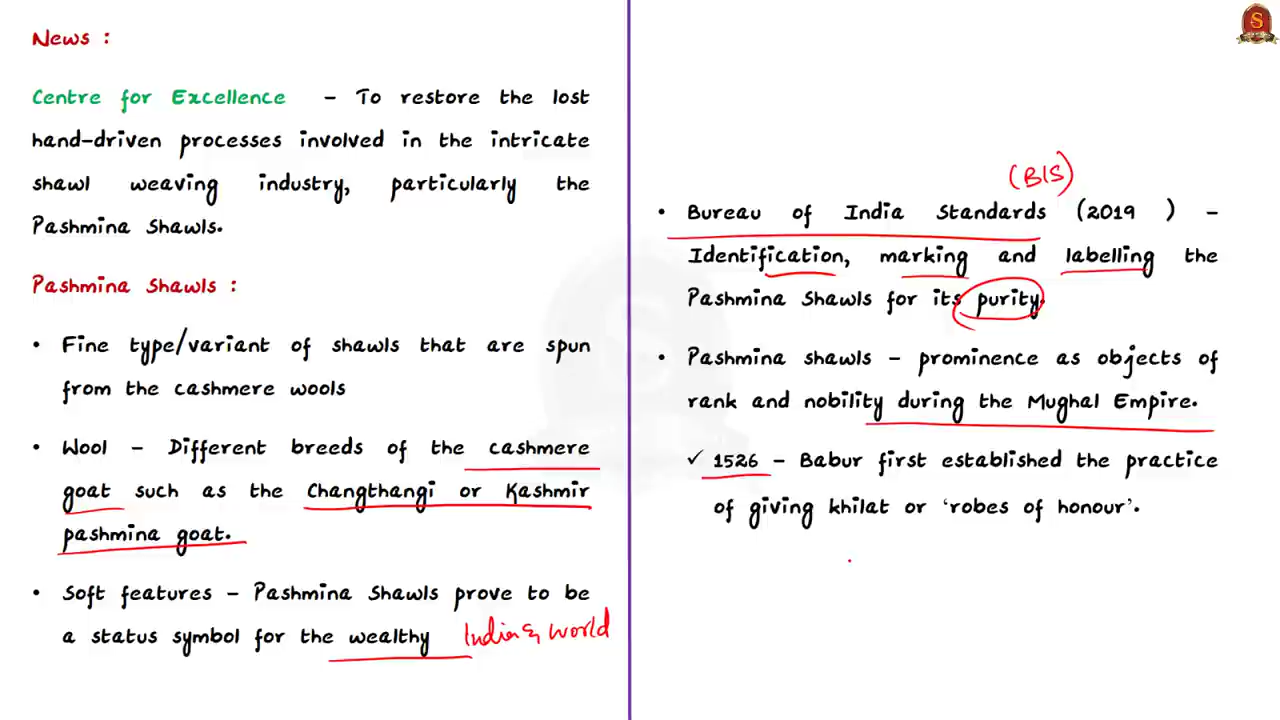 News :
Centre for Excellence - To restore the lost
hand-driven processes involved in the intricate
shawl weaving industry, particularly the
Pashmina Shawls.
Pashmina Shawls :
• Fine type/variant of shawls that are spun
from the cashmere wools
• Wool - Different breeds of the cashmere
goat such as the Changthangi or Kashmir
pashmina goat.
• Soft features - Pashmina Shawls prove to be
a status symbol for the wealthy India & world
(BIS)
• Bureau of India Standards (2019 ) -
Identification, marking and labelling the
Pashmina Shawls for its purity.
• Pashmina shawls - prominence as objects of
rank and nobility during the Mughal Empire.
✓ 1526 - Babur first established the practice
of giving khilat or ‘robes of honour’.
S
S